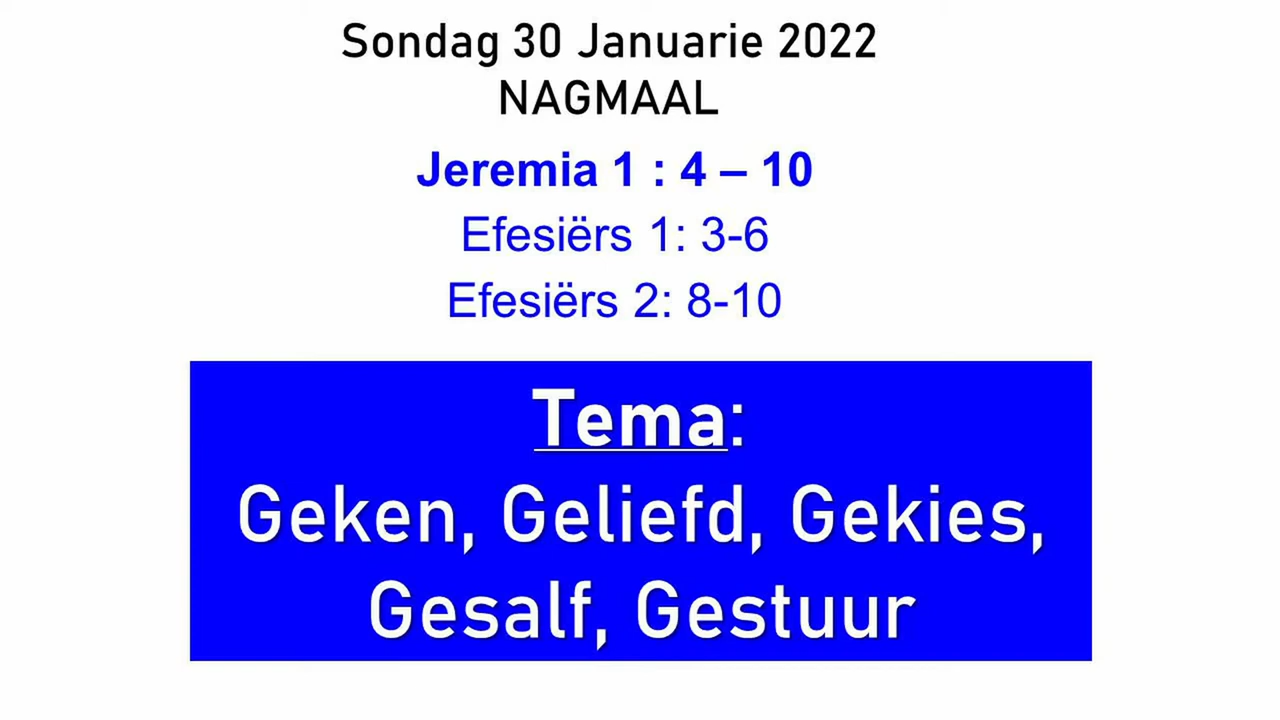 Sondag 30 Januarie 2022
NAGMAAL
Jeremia 1 : 4 – 10
Efesiërs 1: 3-6
Efesiërs 2: 8-10
Tema:
Geken, Geliefd, Gekies,
Gesalf, Gestuur